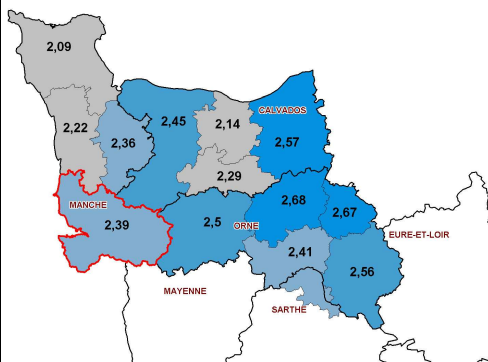 2,09
CALVADOS
2,45
2,14
2,22
2,36
2,57
2,29
MANCHE
2,68
2,67
2,39
2,5
ORNE
EURE-ET-LOIR
2,41
2,56
MAYENNE
SARTHE